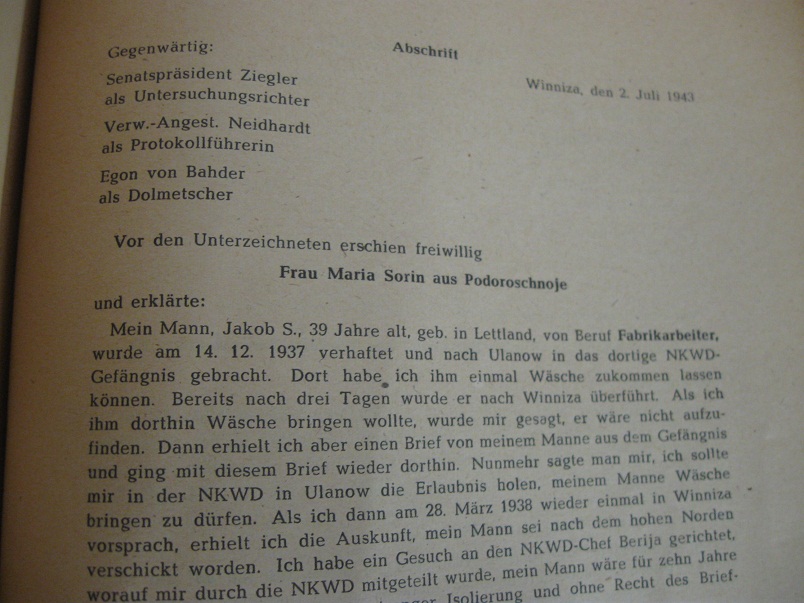 Gegenwärtig:
Abschrift
Senatspräsident Ziegler
als Untersuchungsrichter
Winniza, den 2. Juli 1943
Verw.-Angest. Neidhardt
als Protokollführerin
Egon von Bahder
als Dolmetscher
Vor den Unterzeichneten erschien freiwillig
Frau Maria Sorin aus Podoroschnoje
und erklärte:
Mein Mann, Jakob S., 39 Jahre alt, geb. in Lettland, von Beruf Fabrikarbeiter,
wurde am 14. 12. 1937 verhaftet und nach Ulanow in das dortige NKWD-
Gefängnis gebracht. Dort habe ich ihm einmal Wäsche zukommen lassen
können. Bereits nach drei Tagen wurde er nach Winniza überführt. Als ich
ihm dorthin Wäsche bringen wollte, wurde mir gesagt, er wäre nicht aufzu-
finden. Dann erhielt ich aber einen Brief von meinem Manne aus dem Gefängnis
und ging mit diesem Brief wieder dorthin. Nunmehr sagte man mir, ich sollte
mir in der NKWD in Ulanow die Erlaubnis holen, meinem Manne Wäsche
bringen zu dürfen. Als ich dann am 28. März 1938 wieder einmal in Winniza
vorsprach, erhielt ich die Auskunft, mein Mann sei nach dem hohen Norden
verschickt worden. Ich habe ein Gesuch an den NKWD-Chef Berija gerichtet,
worauf mir durch die NKWD mitgeteilt wurde, mein Mann wäre für zehn Jahre
Isolierung und ohne Recht des Brief-